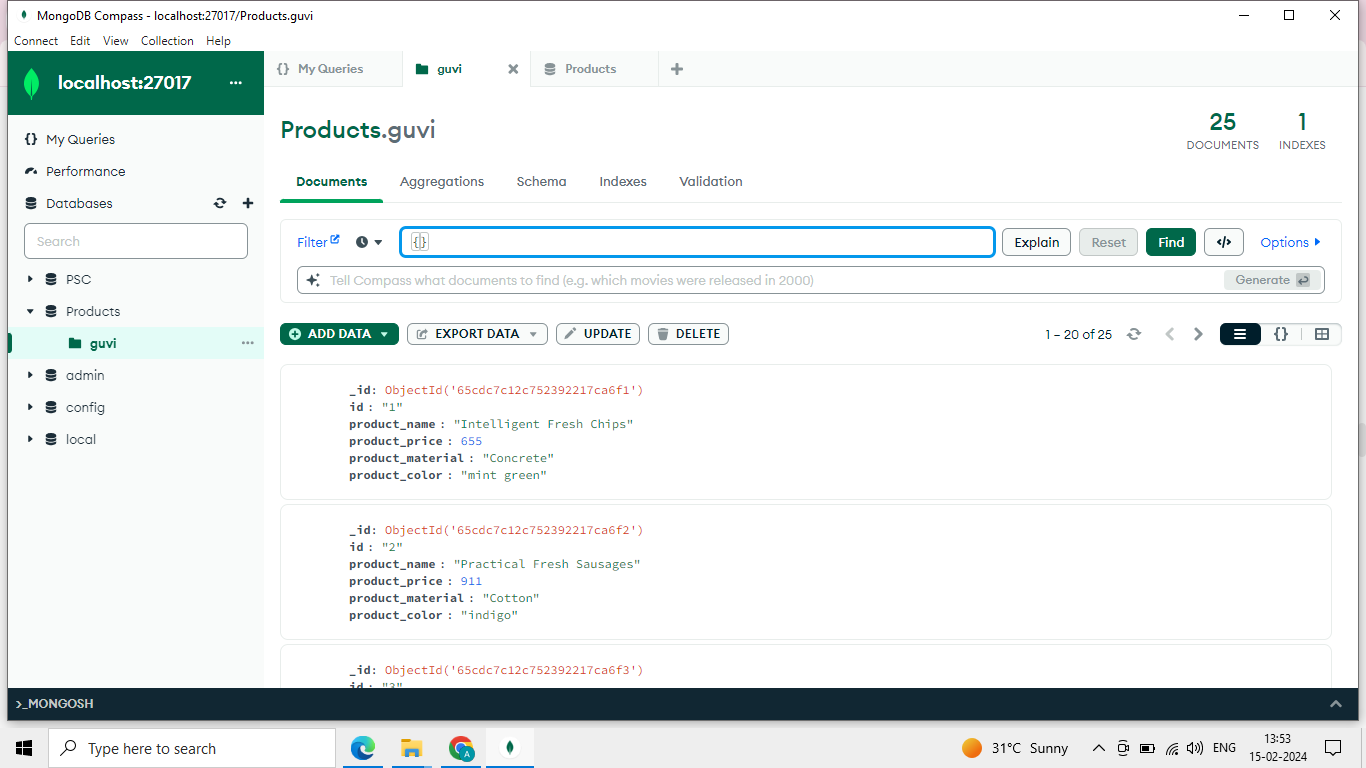 MongoDB Compass - localhost:27017/Products.guvi
Connect Edit View Collection Help
localhost:27017 ...
{} My Queries
guvi
Products
My Queries
Performance
Databases
Search
PSC
Products
guvi ...
admin
config
local
Products.guvi
25
DOCUMENTS
1
INDEXES
Documents Aggregations Schema Indexes Validation
Filter {} Explain Reset Find </> Options
Tell Compass what documents to find (e.g. which movies were released in 2000) Generate
ADD DATA EXPORT DATA UPDATE DELETE 1 – 20 of 25 {}
_id: ObjectId('65cdc7c12c752392217ca6f1')
id : "1"
product_name : "Intelligent Fresh Chips"
product_price : 655
product_material : "Concrete"
product_color : "mint green"
_id: ObjectId('65cdc7c12c752392217ca6f2')
id : "2"
product_name : "Practical Fresh Sausages"
product_price : 911
product_material : "Cotton"
product_color : "indigo"
_id: ObjectId('65cdc7c12c752392217ca6f3')
id : "3"
>_MONGOSH
Type here to search
A
31°C Sunny
ENG
13:53
15-02-2024